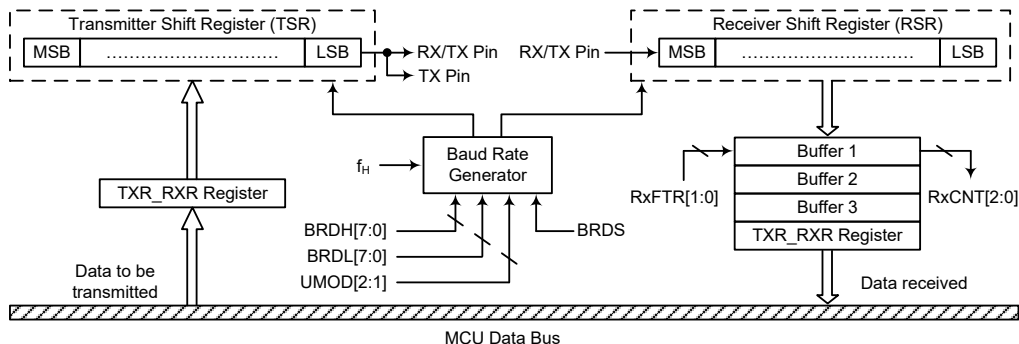 Transmitter Shift Register (TSR)
MSB ………………………… LSB
RX/TX Pin
TX Pin
Receiver Shift Register (RSR)
RX/TX Pin
MSB ………………………… LSB
TXR_RXR Register
fH
Baud Rate
Generator
BRDH[7:0]
BRDL[7:0]
UMOD[2:1]
BRDS
Buffer 1
Buffer 2
Buffer 3
TXR_RXR Register
RxFTR[1:0]
RxCNT[2:0]
Data to be
transmitted
Data received
MCU Data Bus